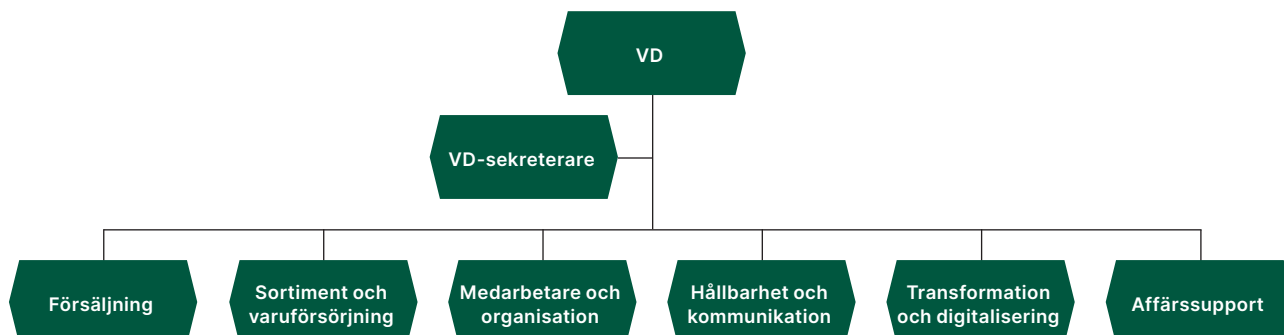 VD
VD-sekreterare
Försäljning
Sortiment och
varuförsörjning
Medarbetare och
organisation
Hållbarhet och
kommunikation
Transformation
och digitalisering
Affärssupport